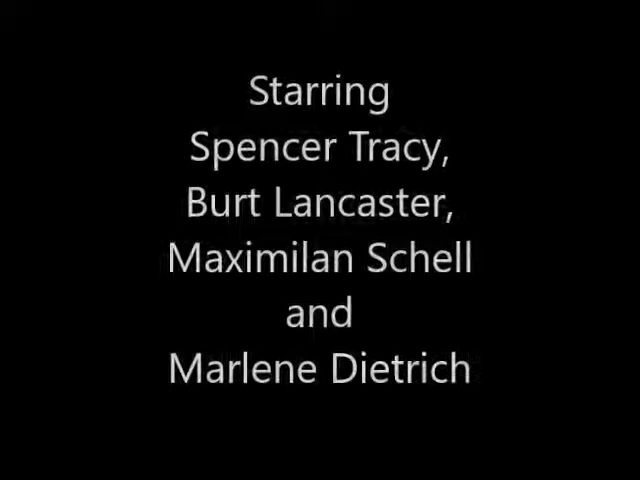 Starring
Spencer Tracy,
Burt Lancaster,
Maximilan Schell
and
Marlene Dietrich